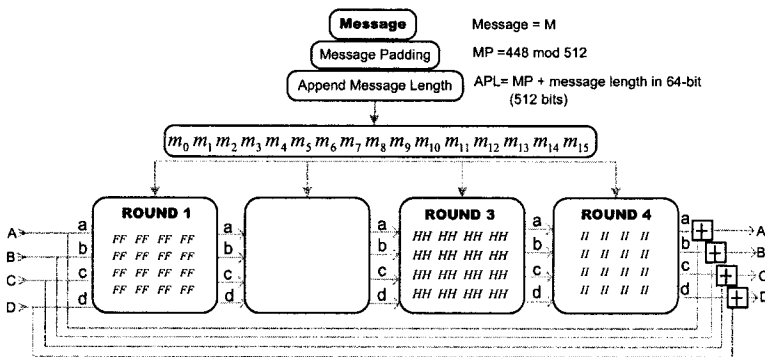 Message
Message = M
Message Padding
MP =448 mod 512
Append Message Length
APL= MP + message length in 64-bit
(512 bits)
m0 m1 m2 m3 m4 m5 m6 m7 m8 m9 m10 m11 m12 m13 m14 m15
ROUND 1
ROUND 3
ROUND 4
A a a a a A
B b b b b B
C c c c c C
D d d d d D
FF FF FF FF
FF FF FF FF
FF FF FF FF
FF FF FF FF
HH HH HH HH
HH HH HH HH
HH HH HH HH
HH HH HH HH
II II II II
II II II II
II II II II
II II II II
+
+
+
+